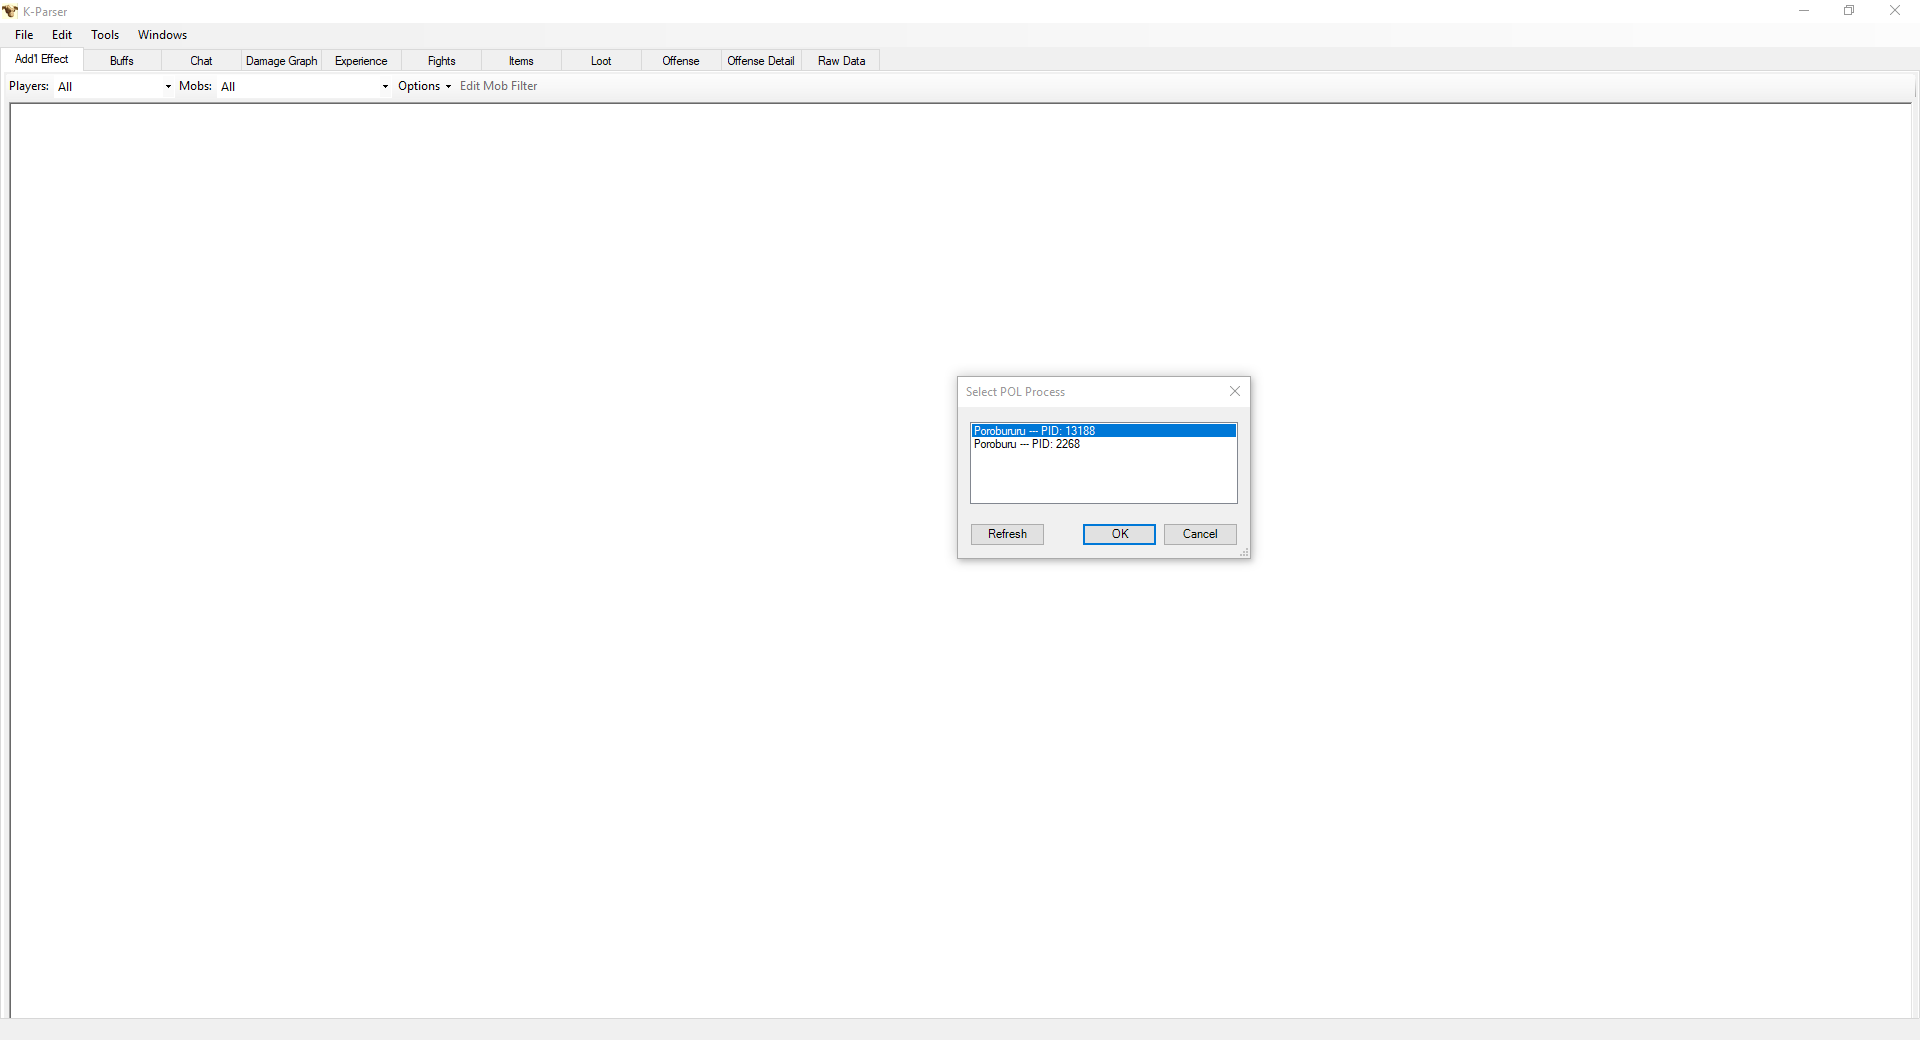 K-Parser
File Edit Tools Windows
Add'l Effect Buffs Chat Damage Graph Experience Fights Items Loot Offense Offense Detail Raw Data
Players: All Mobs: All Options Edit Mob Filter
Select POL Process
Porobururu --- PID: 13188
Poroburu --- PID: 2268
Refresh OK Cancel